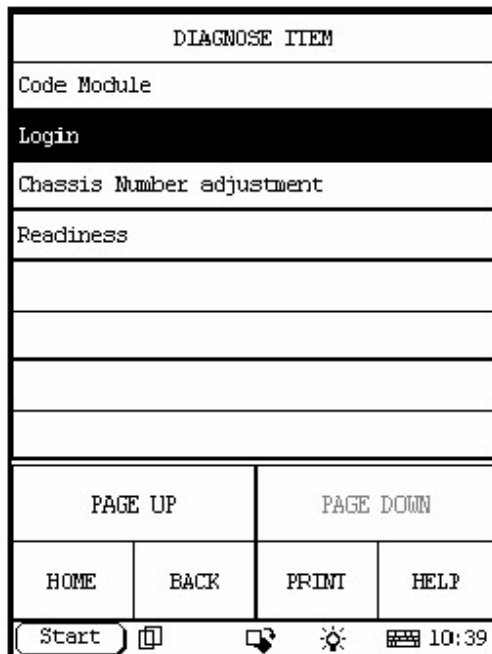 DIAGNOSE ITEM
Code Module
Login
Chassis Number adjustment
Readiness
PAGE UP PAGE DOWN
HOME BACK PRINT HELP
Start 10:39